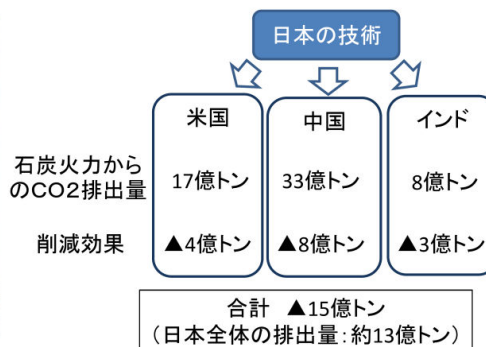 日本の技術
米国 中国 インド
石炭火力から
のCO2排出量 17億トン 33億トン 8億トン
削減効果 ▲4億トン ▲8億トン ▲3億トン
合計 ▲15億トン
(日本全体の排出量:約13億トン)